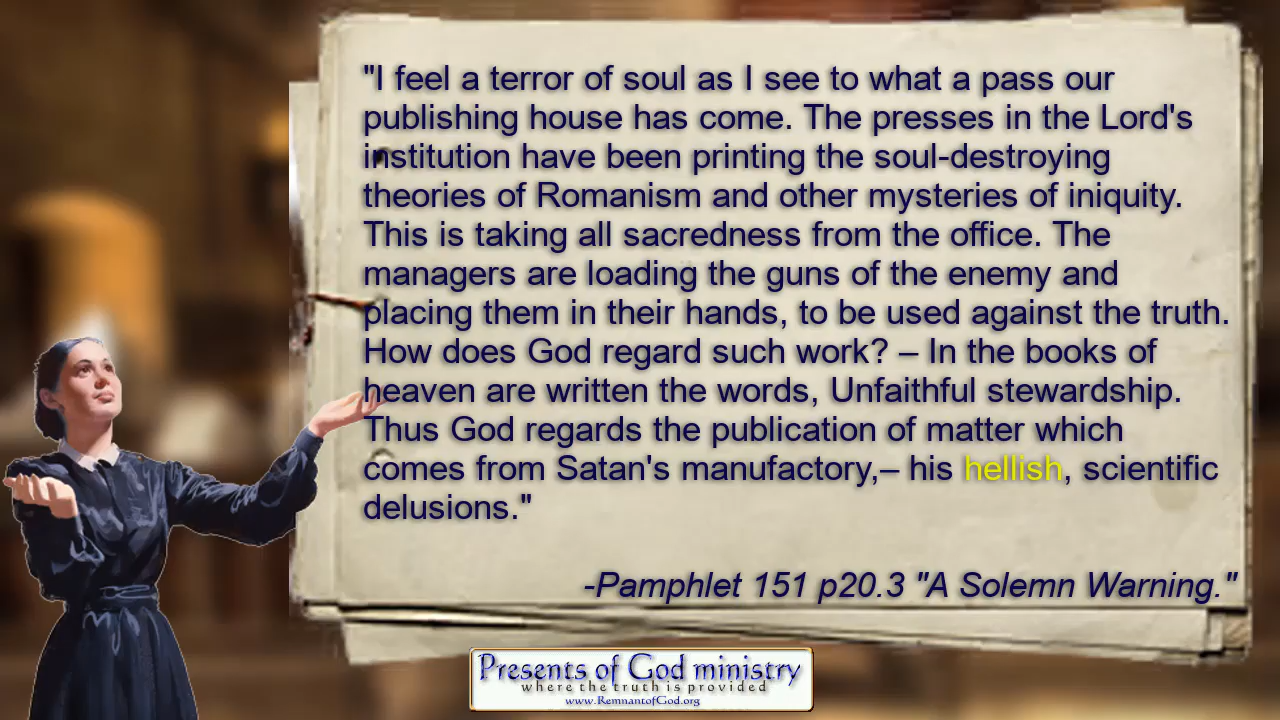 "I feel a terror of soul as I see to what a pass our
publishing house has come. The presses in the Lord's
institution have been printing the soul-destroying
theories of Romanism and other mysteries of iniquity.
This is taking all sacredness from the office. The
managers are loading the guns of the enemy and
placing them in their hands, to be used against the truth.
How does God regard such work? – In the books of
heaven are written the words, Unfaithful stewardship.
Thus God regards the publication of matter which
comes from Satan's manufactory,– his hellish, scientific
delusions."
-Pamphlet 151 p20.3 "A Solemn Warning."
Presents of God ministry
where the truth is provided
www.RemnantofGod.org